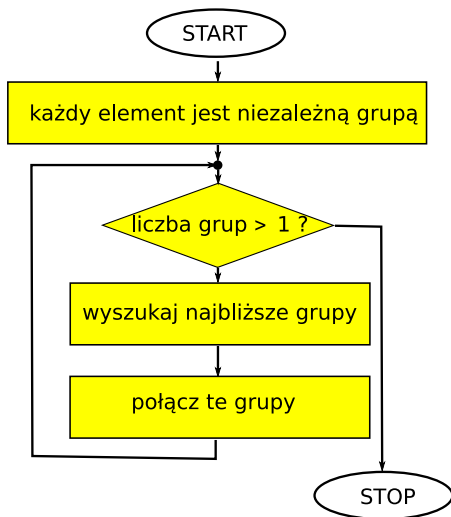 START
każdy element jest niezależną grupą
liczba grup > 1 ?
wyszukaj najbliższe grupy
połącz te grupy
STOP